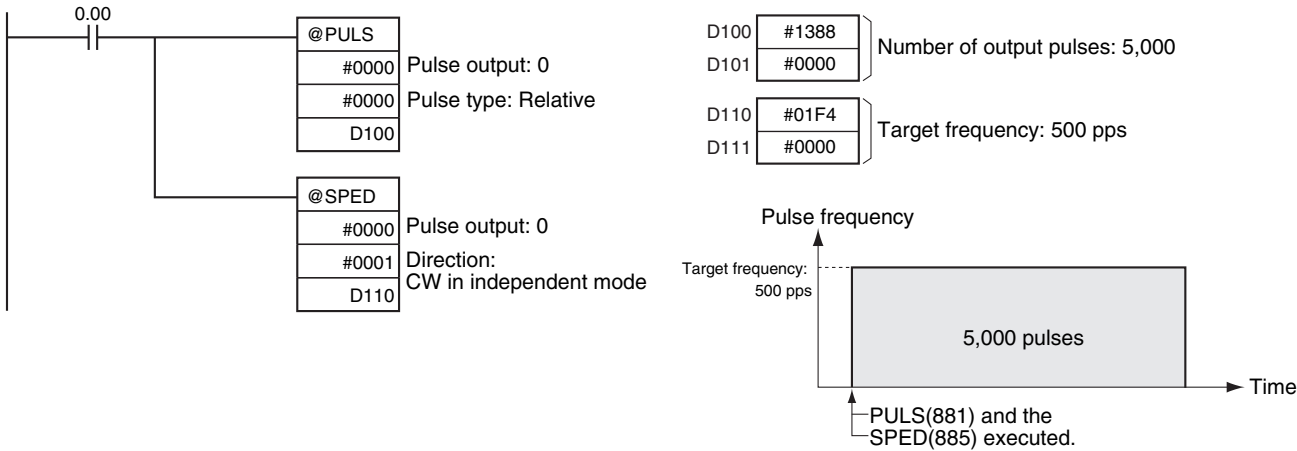 0.00
@PULS
#0000 Pulse output: 0
#0000 Pulse type: Relative
D100
@SPED
#0000 Pulse output: 0
#0001 Direction:
CW in independent mode
D110
D100 #1388
D101 #0000
Number of output pulses: 5,000
D110 #01F4
D111 #0000
Target frequency: 500 pps
Pulse frequency
Target frequency:
500 pps
5,000 pulses
Time
PULS(881) and the
SPED(885) executed.